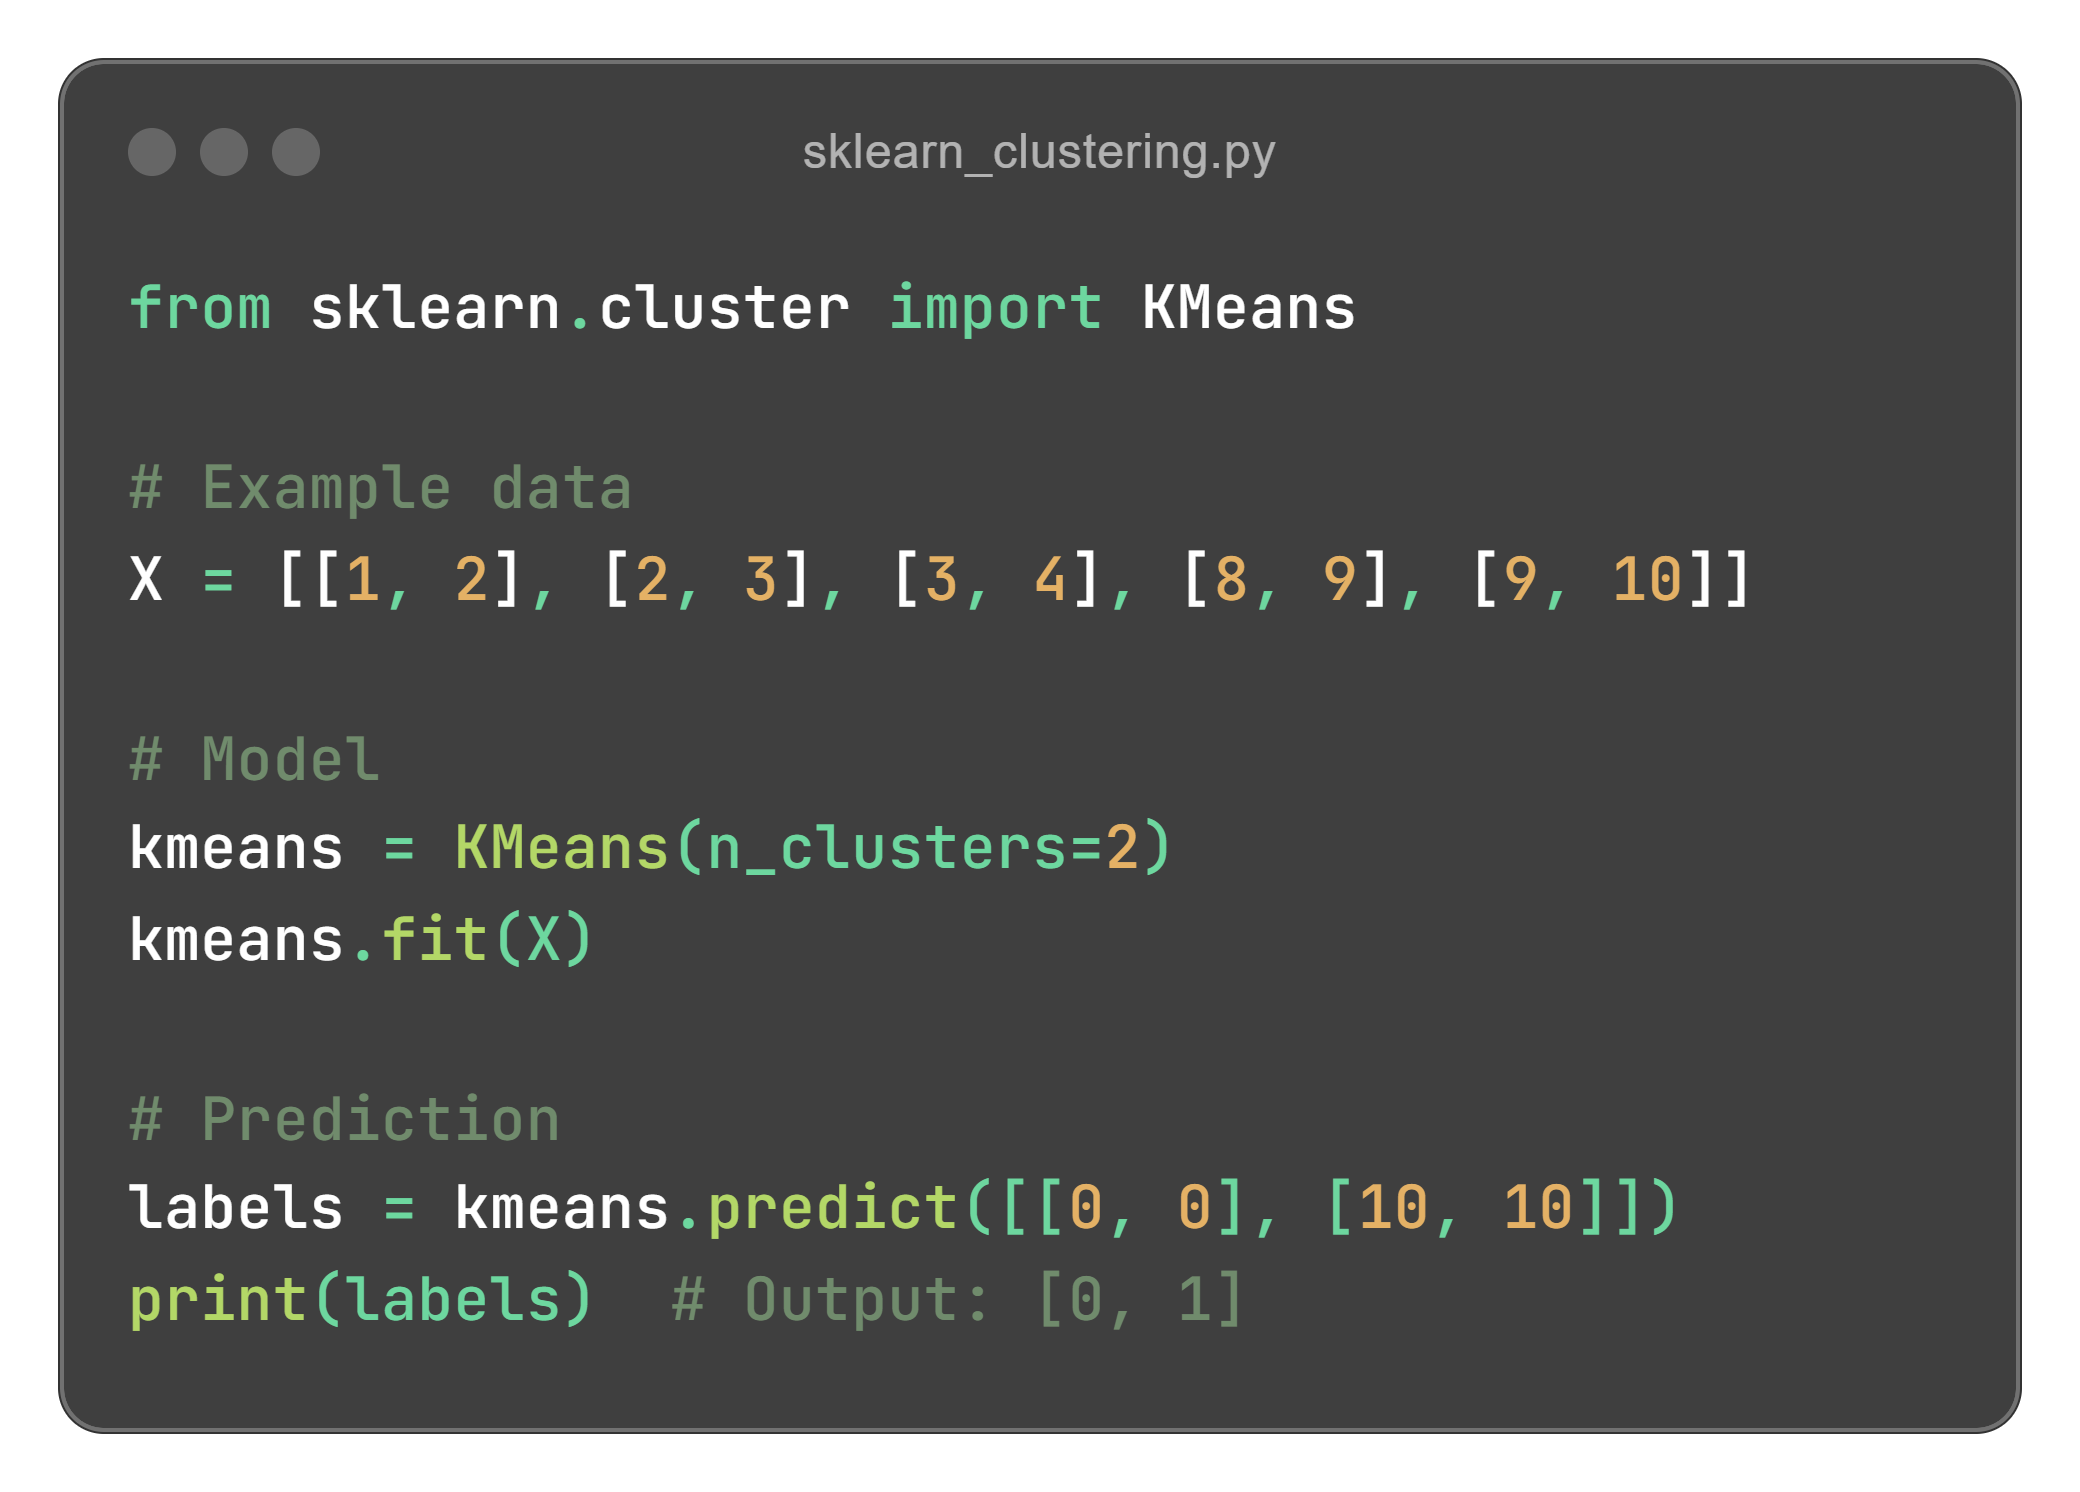 sklearn_clustering.py
from sklearn.cluster import KMeans
# Example data
X = [[1, 2], [2, 3], [3, 4], [8, 9], [9, 10]]
# Model
kmeans = KMeans(n_clusters=2)
kmeans.fit(X)
# Prediction
labels = kmeans.predict([[0, 0], [10, 10]])
print(labels)  # Output: [0, 1]